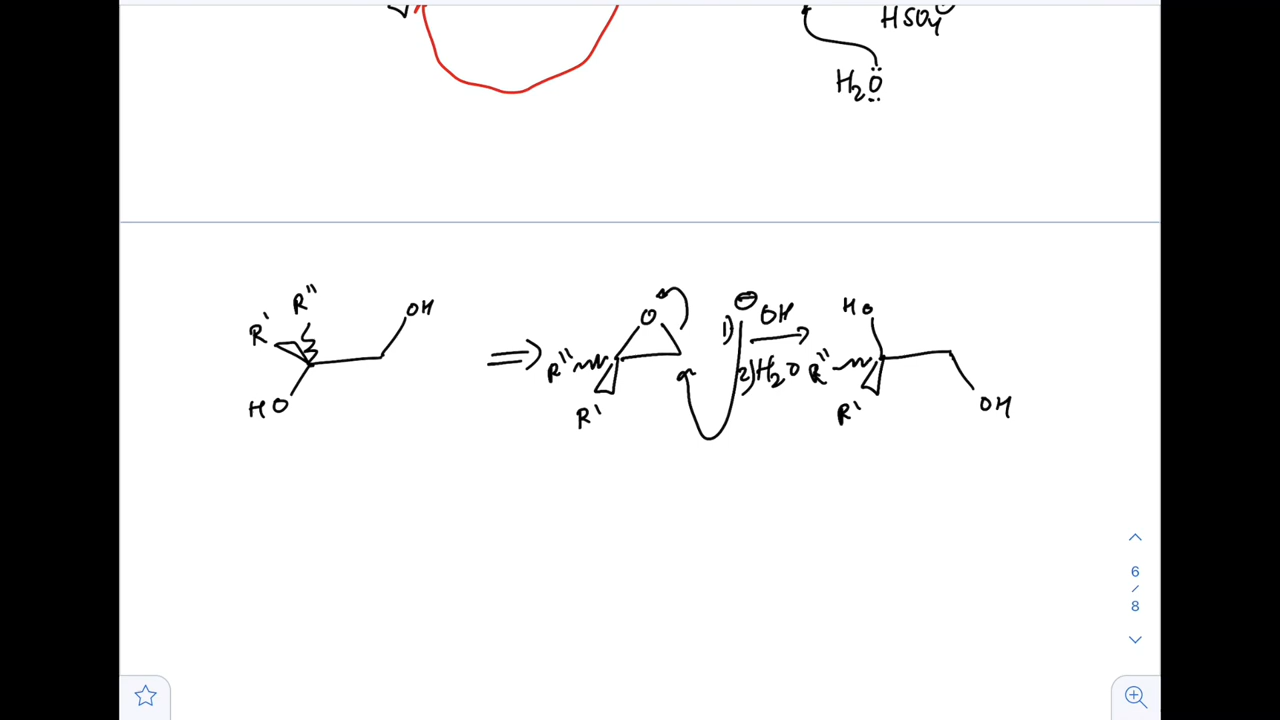 HSO4⊖
H2O
R' R'' OH
HO
⇒
R'' O R'
1) ⊖OH
2) H2O
HO R'' R' OH
6
/
8